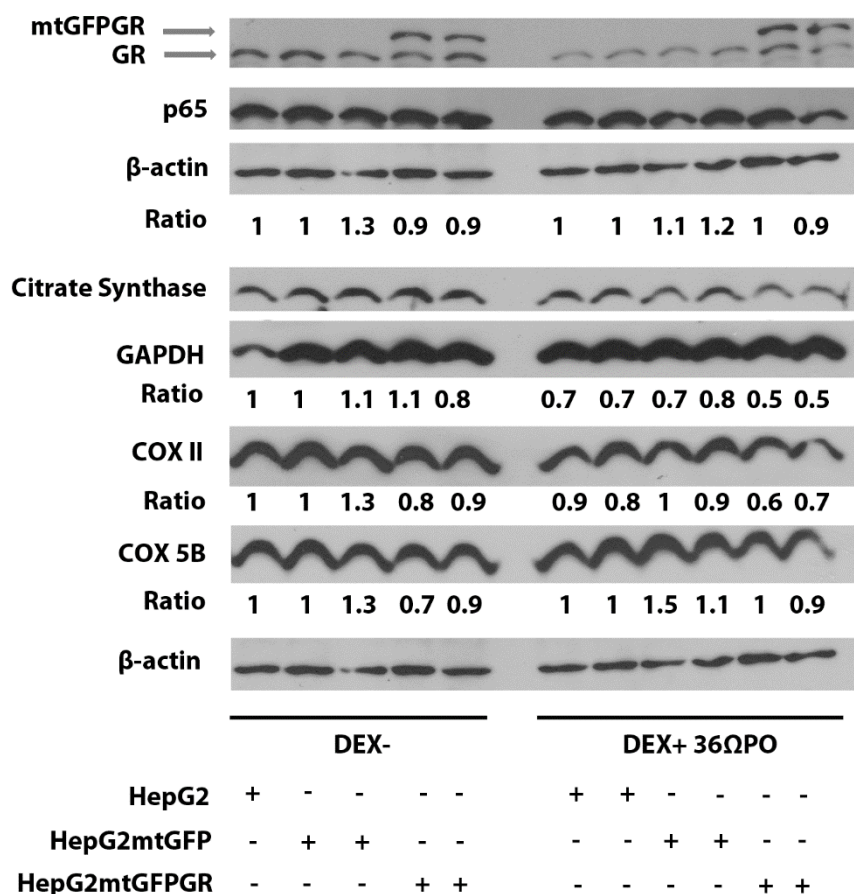 mtGFPGR
GR
p65
β-actin
Ratio 1 1 1.3 0.9 0.9 1 1 1.1 1.2 1 0.9
Citrate Synthase
GAPDH
Ratio 1 1 1.1 1.1 0.8 0.7 0.7 0.7 0.8 0.5 0.5
COX II
Ratio 1 1 1.3 0.8 0.9 0.9 0.8 1 0.9 0.6 0.7
COX 5B
Ratio 1 1 1.3 0.7 0.9 1 1 1.5 1.1 1 0.9
β-actin
DEX- DEX+ 36ΩPO
HepG2 + - - - - + + - - - -
HepG2mtGFP - + + - - - - + + - -
HepG2mtGFPGR - - - + + - - - - + +